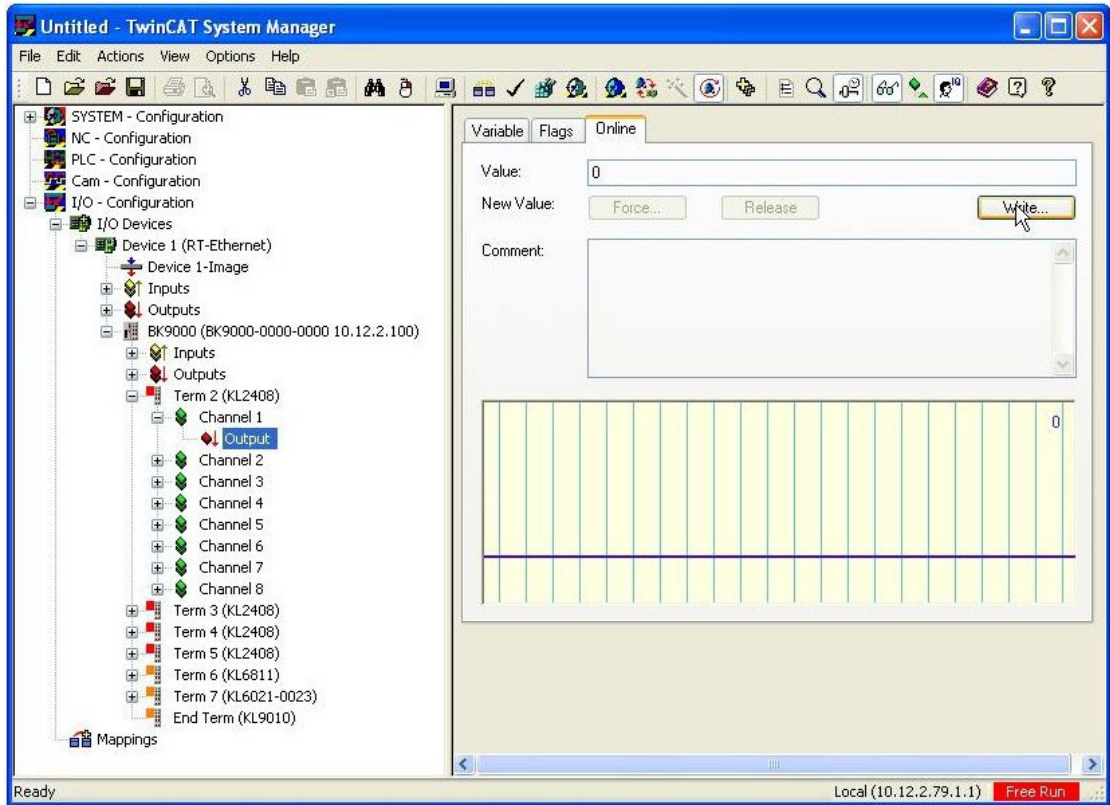 Untitled - TwinCAT System Manager
File Edit Actions View Options Help
SYSTEM - Configuration
NC - Configuration
PLC - Configuration
Cam - Configuration
I/O - Configuration
I/O Devices
Device 1 (RT-Ethernet)
Device 1-Image
Inputs
Outputs
BK9000 (BK9000-0000-0000 10.12.2.100)
Inputs
Outputs
Term 2 (KL2408)
Channel 1
Output
Channel 2
Channel 3
Channel 4
Channel 5
Channel 6
Channel 7
Channel 8
Term 3 (KL2408)
Term 4 (KL2408)
Term 5 (KL2408)
Term 6 (KL6811)
Term 7 (KL6021-0023)
End Term (KL9010)
Mappings
Variable Flags Online
Value: 0
New Value: Force... Release Write...
Comment:
0
Ready Local (10.12.2.79.1.1) Free Run